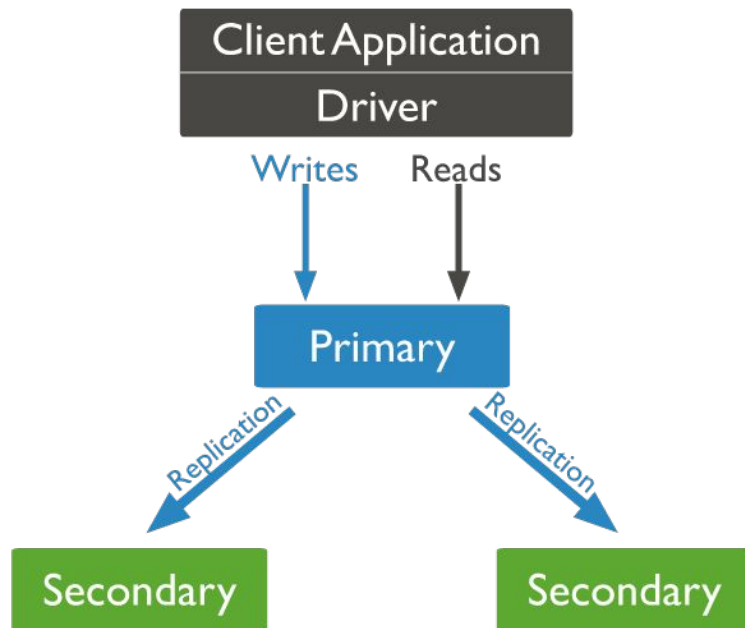 Client Application
Driver
Writes Reads
Primary
Replication Replication
Secondary Secondary